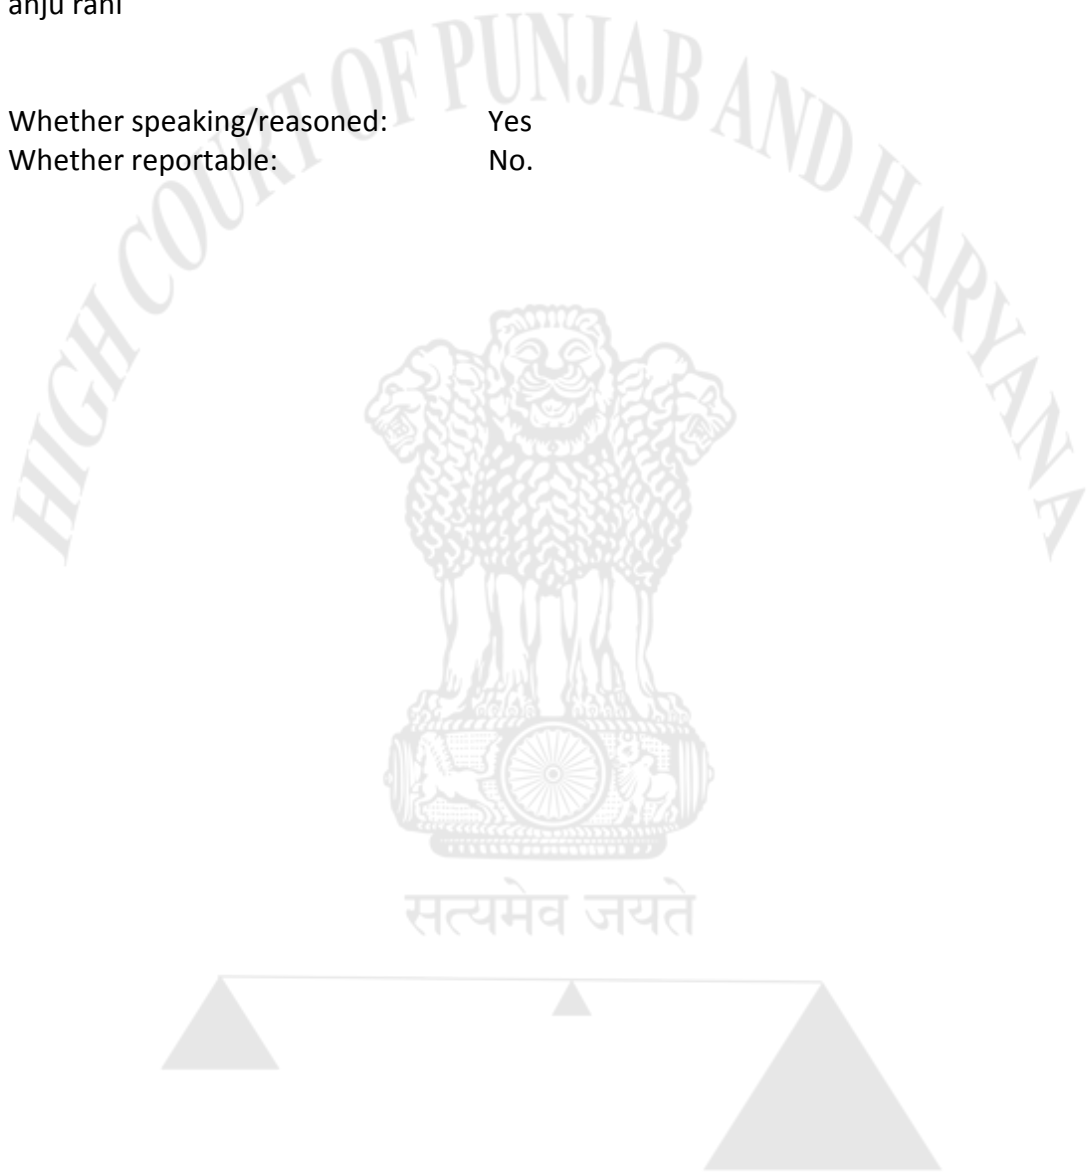 anju rani
Whether speaking/reasoned: Yes
Whether reportable: No.
HIGH COURT OF PUNJAB AND HARYANA
सत्यमेव जयते